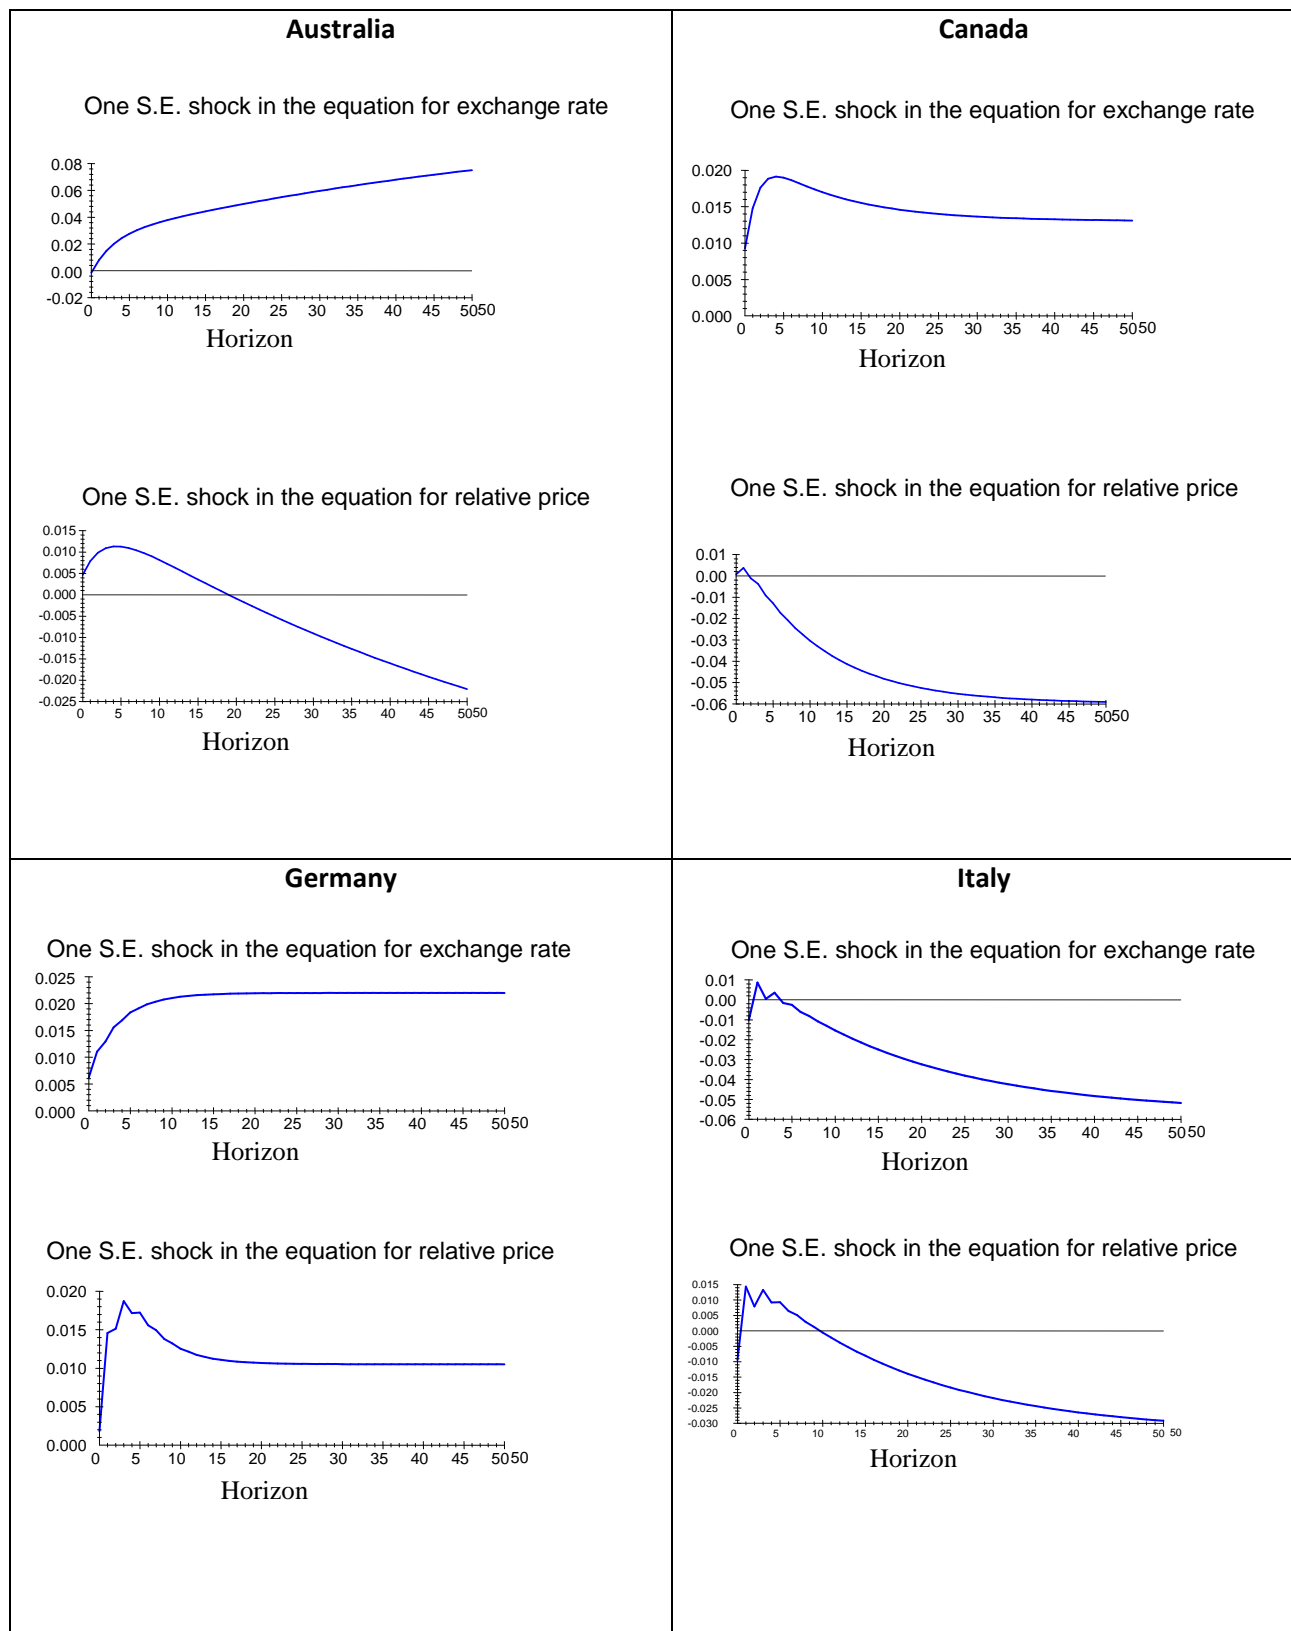 Australia
One S.E. shock in the equation for exchange rate
0.08
0.06
0.04
0.02
0.00
-0.02
0 5 10 15 20 25 30 35 40 45 5050
Horizon
One S.E. shock in the equation for relative price
0.015
0.010
0.005
0.000
-0.005
-0.010
-0.015
-0.020
-0.025
0 5 10 15 20 25 30 35 40 45 5050
Horizon
Canada
One S.E. shock in the equation for exchange rate
0.020
0.015
0.010
0.005
0.000
0 5 10 15 20 25 30 35 40 45 5050
Horizon
One S.E. shock in the equation for relative price
0.01
0.00
-0.01
-0.02
-0.03
-0.04
-0.05
-0.06
0 5 10 15 20 25 30 35 40 45 5050
Horizon
Germany
One S.E. shock in the equation for exchange rate
0.025
0.020
0.015
0.010
0.005
0.000
0 5 10 15 20 25 30 35 40 45 5050
Horizon
One S.E. shock in the equation for relative price
0.020
0.015
0.010
0.005
0.000
0 5 10 15 20 25 30 35 40 45 5050
Horizon
Italy
One S.E. shock in the equation for exchange rate
0.01
0.00
-0.01
-0.02
-0.03
-0.04
-0.05
-0.06
0 5 10 15 20 25 30 35 40 45 5050
Horizon
One S.E. shock in the equation for relative price
0.015
0.010
0.005
0.000
-0.005
-0.010
-0.015
-0.020
-0.025
-0.030
0 5 10 15 20 25 30 35 40 45 50 50
Horizon